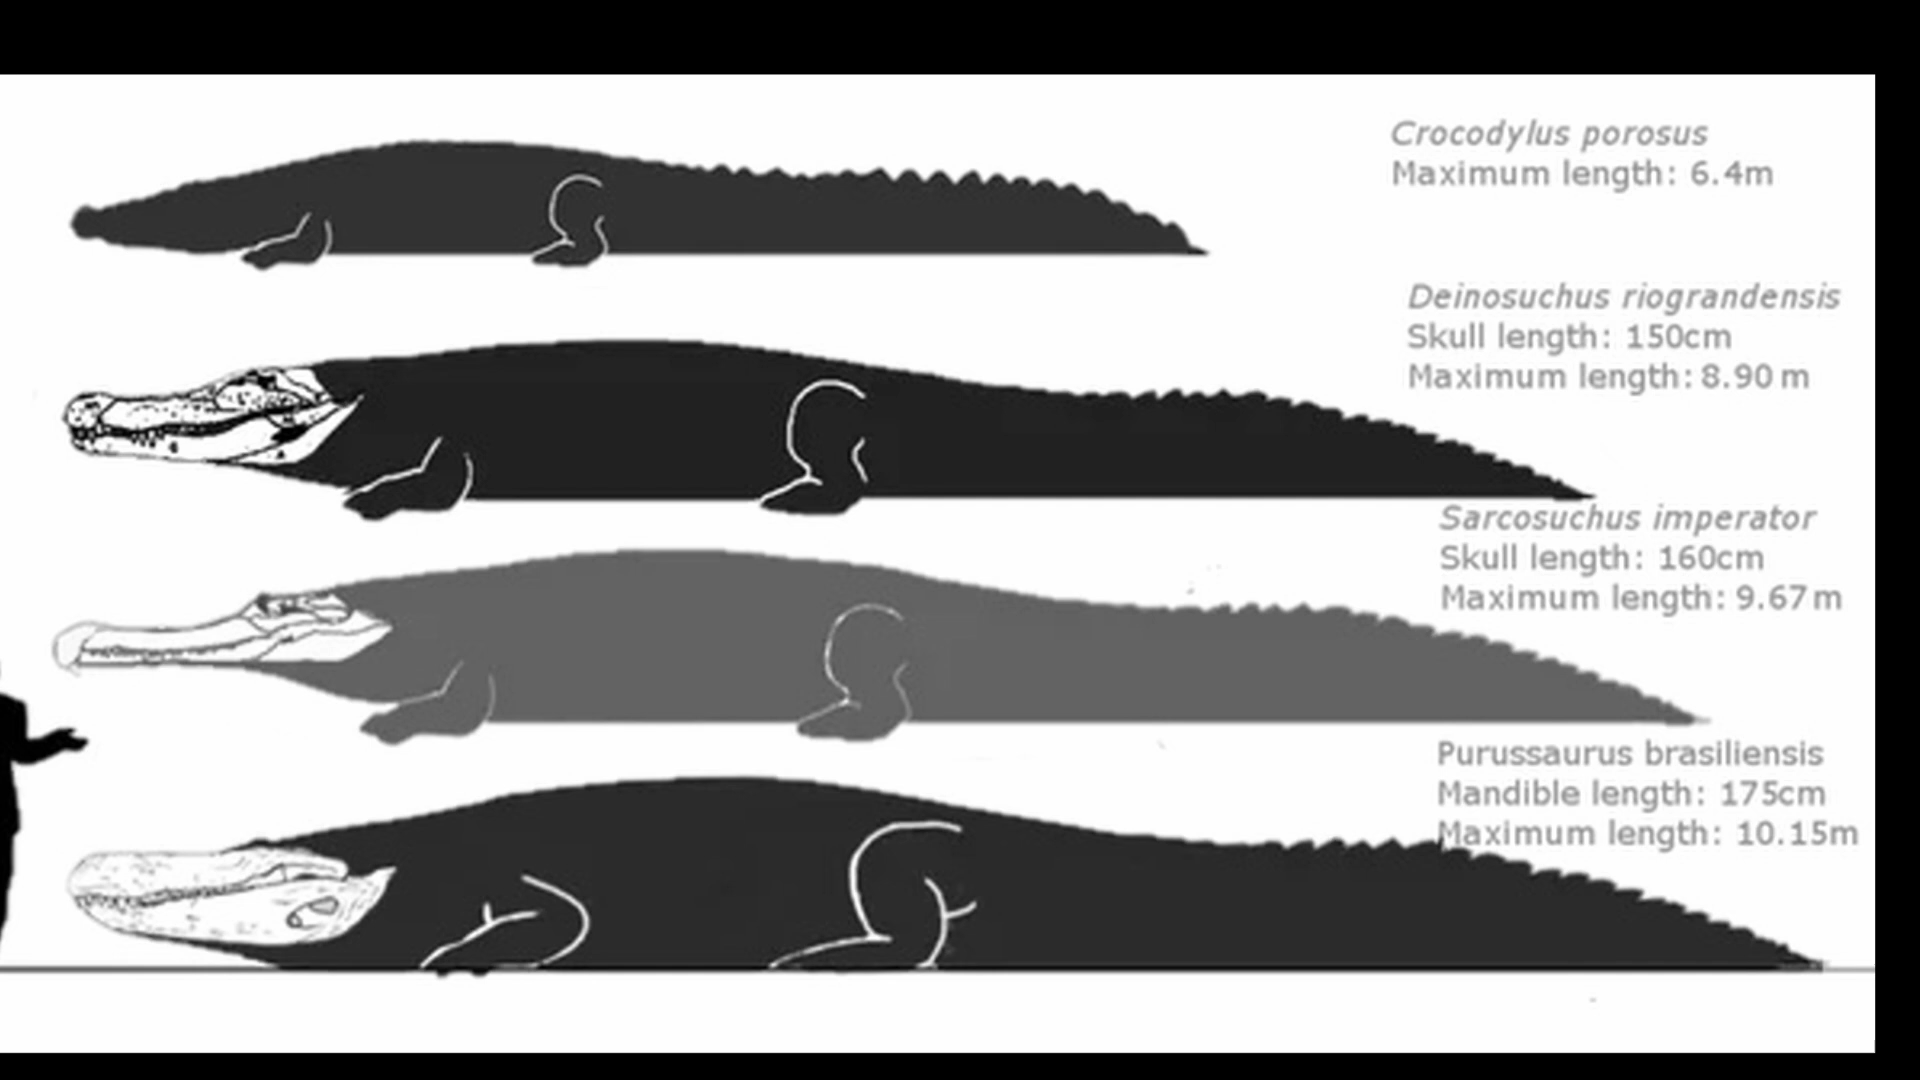 Crocodylus porosus
Maximum length: 6.4m
Deinosuchus riograndensis
Skull length: 150cm
Maximum length: 8.90 m
Sarcosuchus imperator
Skull length: 160cm
Maximum length: 9.67 m
Purussaurus brasiliensis
Mandible length: 175cm
Maximum length: 10.15m